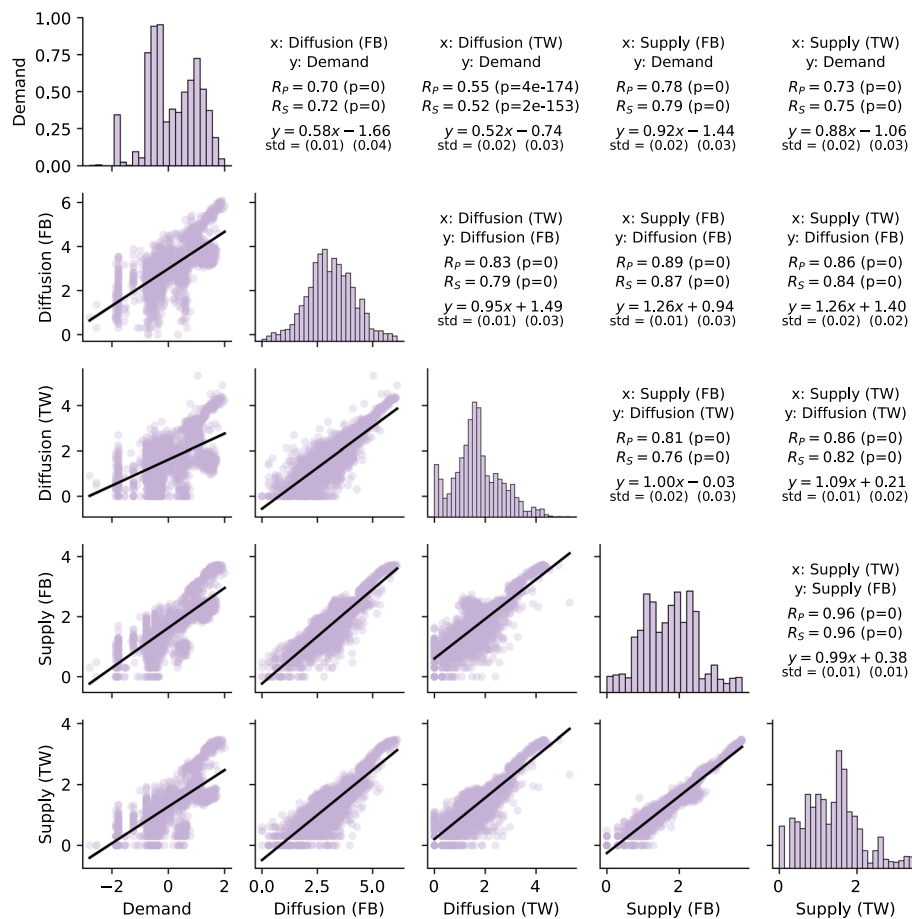 1.00
0.75
0.50
0.25
0.00
Demand
x: Diffusion (FB)
y: Demand
R_P = 0.70 (p=0)
R_S = 0.72 (p=0)
y = 0.58x − 1.66
std = (0.01) (0.04)
x: Diffusion (TW)
y: Demand
R_P = 0.55 (p=4e-174)
R_S = 0.52 (p=2e-153)
y = 0.52x − 0.74
std = (0.02) (0.03)
x: Supply (FB)
y: Demand
R_P = 0.78 (p=0)
R_S = 0.79 (p=0)
y = 0.92x − 1.44
std = (0.02) (0.03)
x: Supply (TW)
y: Demand
R_P = 0.73 (p=0)
R_S = 0.75 (p=0)
y = 0.88x − 1.06
std = (0.02) (0.03)
6
4
2
0
Diffusion (FB)
x: Diffusion (TW)
y: Diffusion (FB)
R_P = 0.83 (p=0)
R_S = 0.79 (p=0)
y = 0.95x + 1.49
std = (0.01) (0.03)
x: Supply (FB)
y: Diffusion (FB)
R_P = 0.89 (p=0)
R_S = 0.87 (p=0)
y = 1.26x + 0.94
std = (0.01) (0.03)
x: Supply (TW)
y: Diffusion (FB)
R_P = 0.86 (p=0)
R_S = 0.84 (p=0)
y = 1.26x + 1.40
std = (0.02) (0.02)
4
2
0
Diffusion (TW)
x: Supply (FB)
y: Diffusion (TW)
R_P = 0.81 (p=0)
R_S = 0.76 (p=0)
y = 1.00x − 0.03
std = (0.02) (0.03)
x: Supply (TW)
y: Diffusion (TW)
R_P = 0.86 (p=0)
R_S = 0.82 (p=0)
y = 1.09x + 0.21
std = (0.01) (0.02)
4
2
0
Supply (FB)
x: Supply (TW)
y: Supply (FB)
R_P = 0.96 (p=0)
R_S = 0.96 (p=0)
y = 0.99x + 0.38
std = (0.01) (0.01)
4
2
0
Supply (TW)
−2 0 2
Demand
0.0 2.5 5.0
Diffusion (FB)
0 2 4
Diffusion (TW)
0 2
Supply (FB)
0 2
Supply (TW)